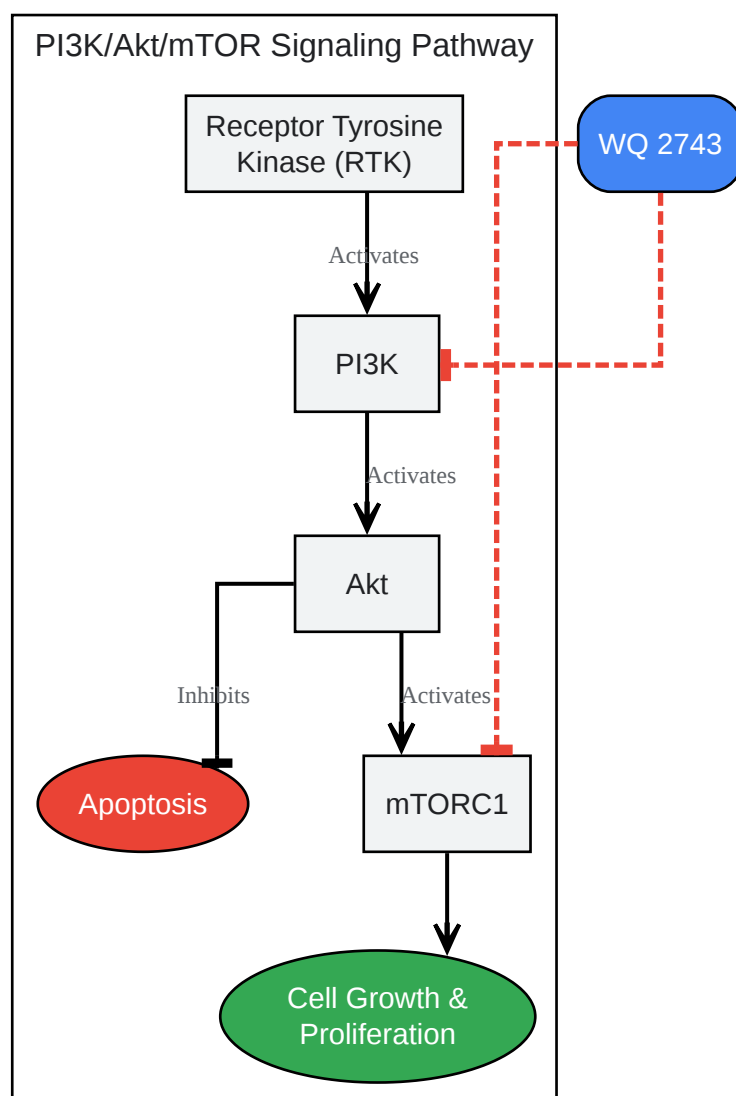 PI3K/Akt/mTOR Signaling Pathway
Receptor Tyrosine
Kinase (RTK)
WQ 2743
Activates
PI3K
Activates
Akt
Inhibits
Activates
Apoptosis
mTORC1
Cell Growth &
Proliferation